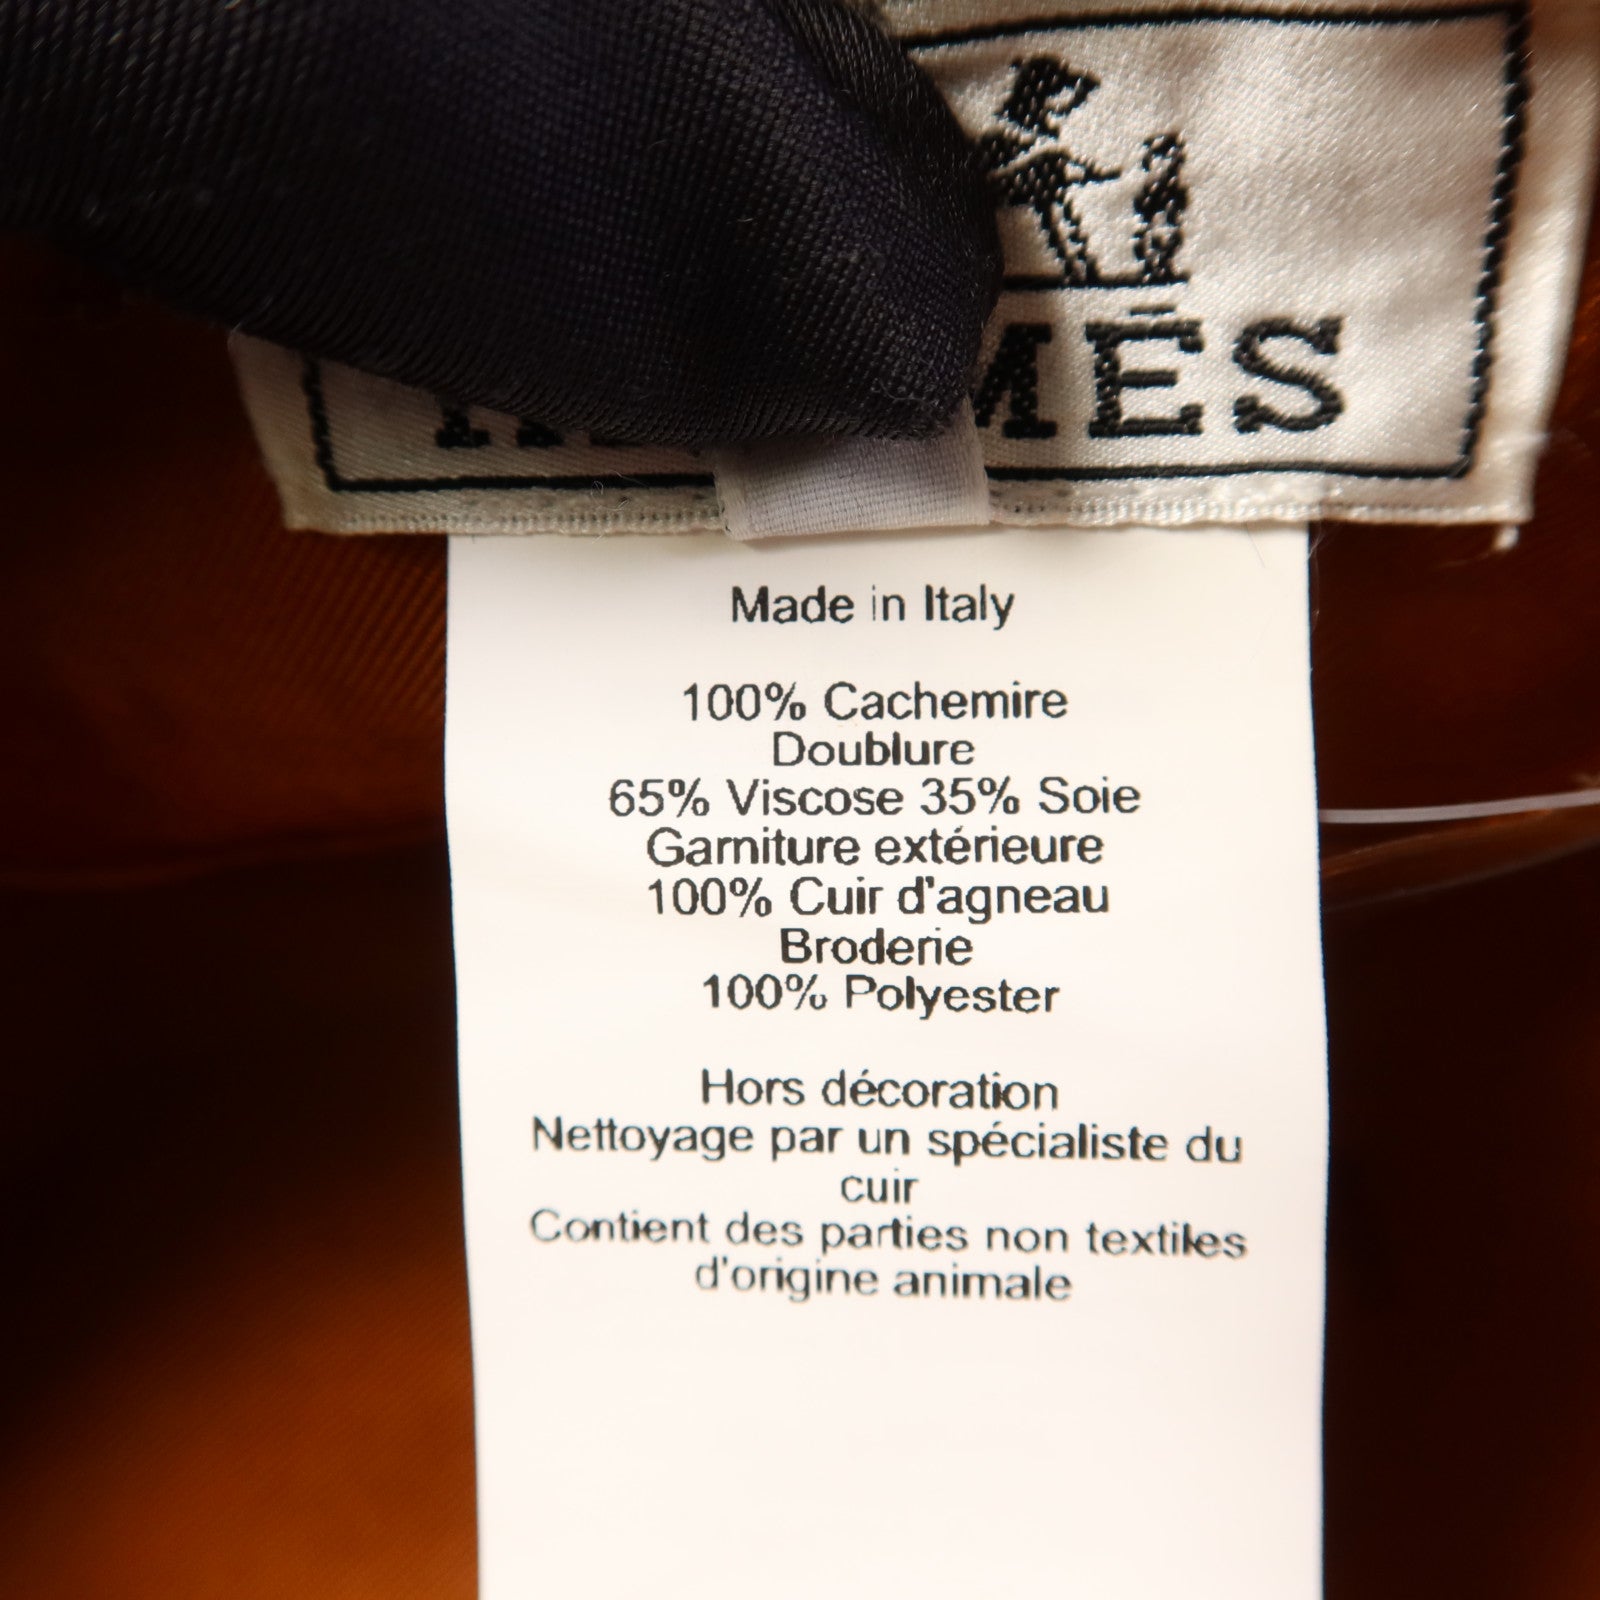 MÈS
Made in Italy
100% Cachemire
Doublure
65% Viscose 35% Soie
Garniture extérieure
100% Cuir d'agneau
Broderie
100% Polyester
Hors décoration
Nettoyage par un spécialiste du
cuir
Contient des parties non textiles
d'origine animale